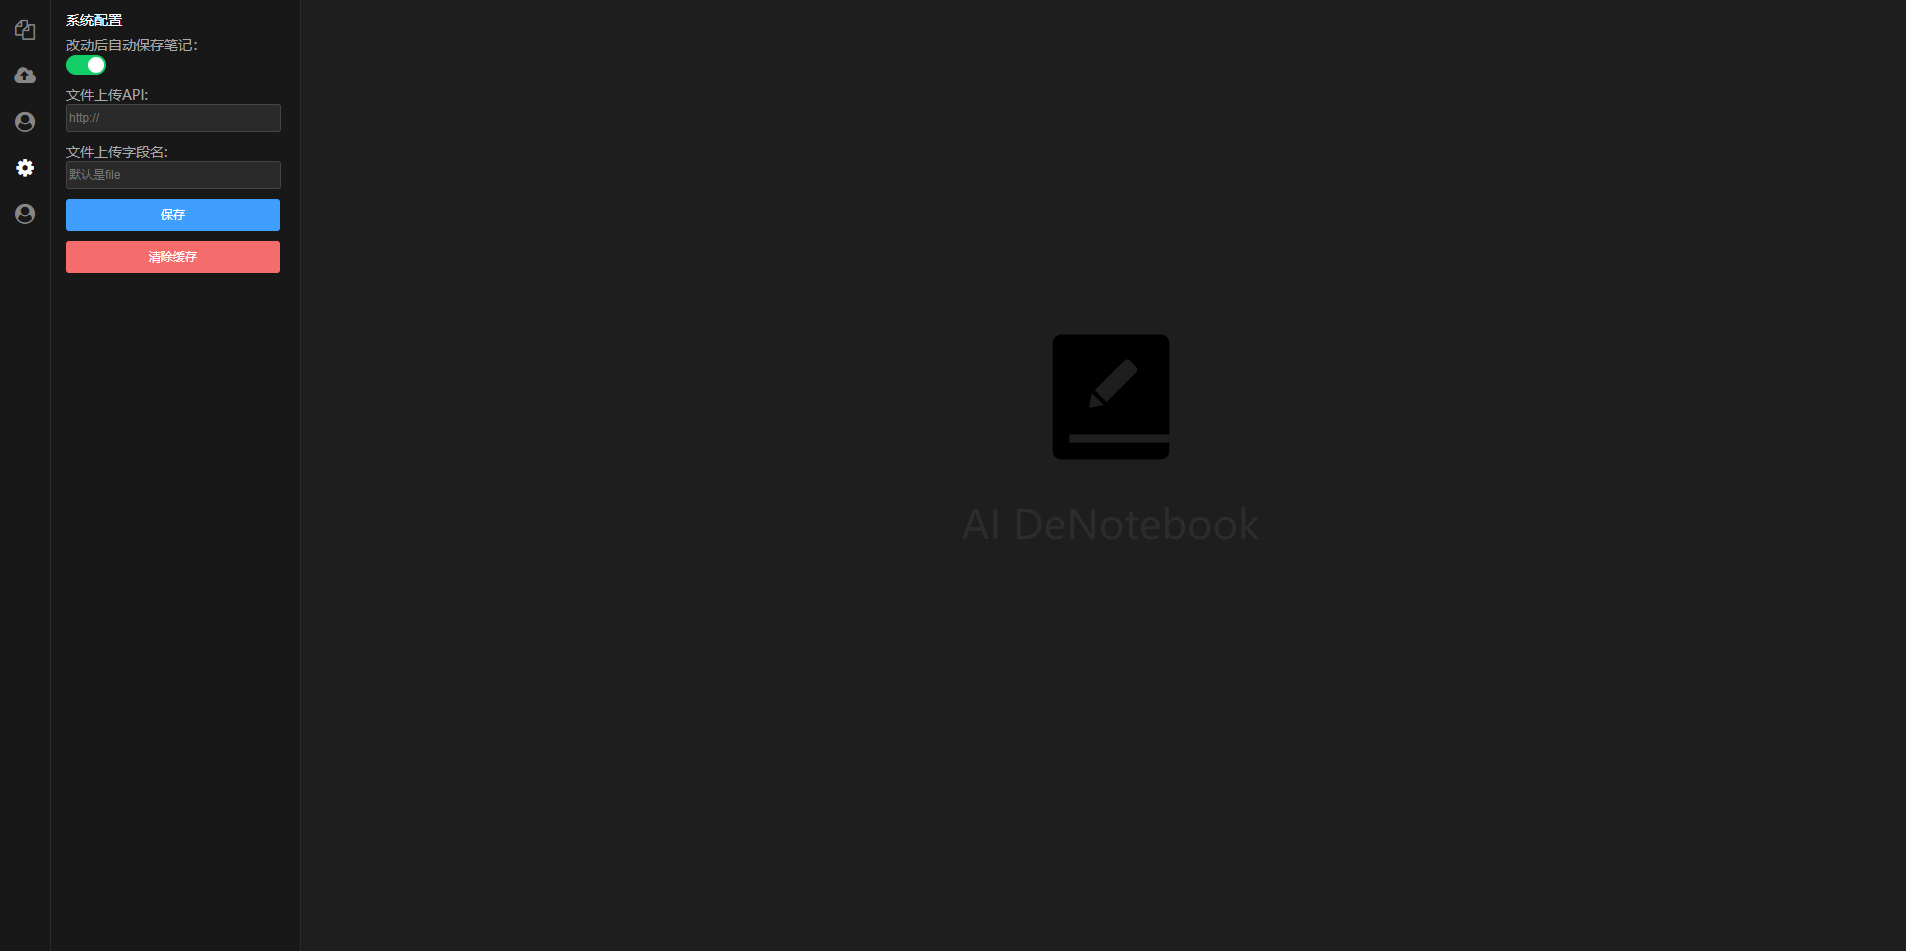 系统配置
改动后自动保存笔记：
文件上传API:
http://
文件上传字段名:
默认是file
保存
清除缓存
AI DeNotebook